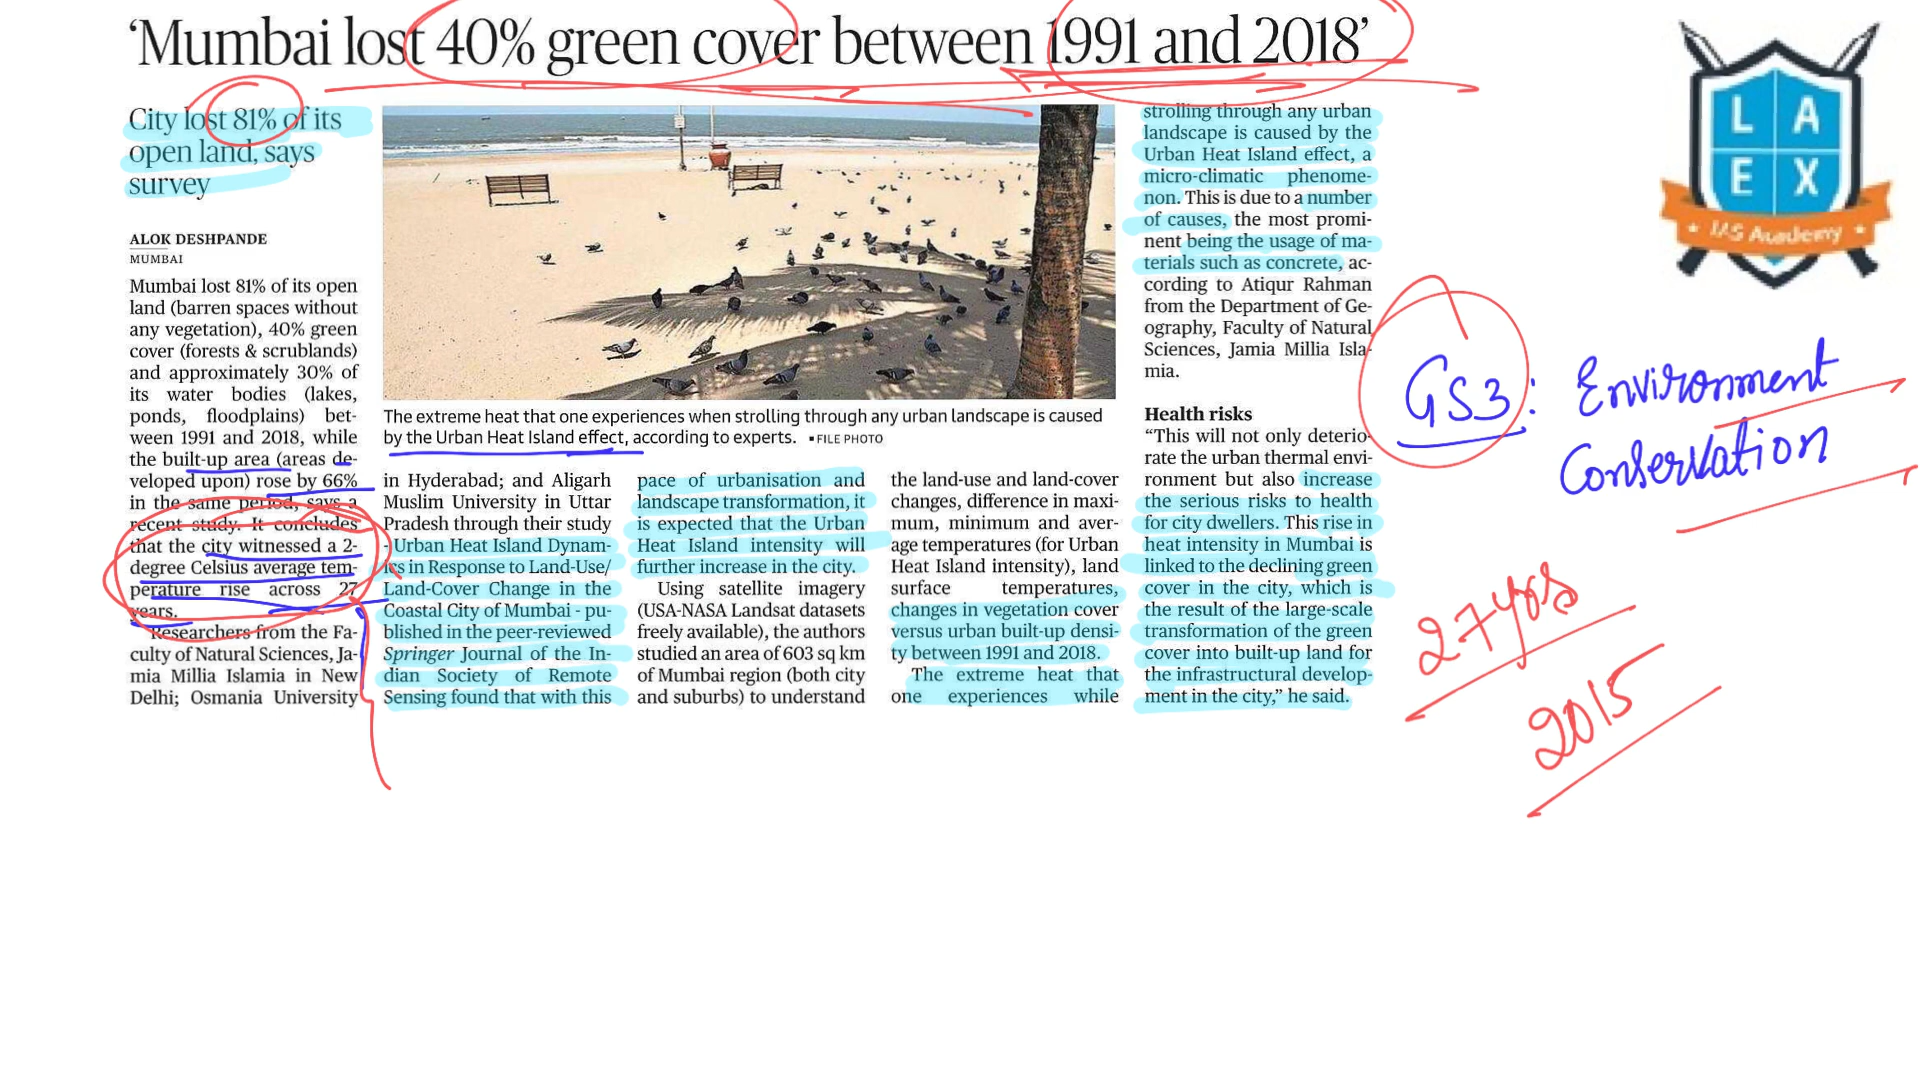 ‘Mumbai lost 40% green cover between 1991 and 2018’
City lost 81% of its
open land, says
survey
ALOK DESHPANDE
MUMBAI
Mumbai lost 81% of its open
land (barren spaces without
any vegetation), 40% green
cover (forests & scrublands)
and approximately 30% of
its water bodies (lakes,
ponds, floodplains) bet-
ween 1991 and 2018, while
the built-up area (areas de-
veloped upon) rose by 66%
in the same period, says a
recent study. It concludes
that the city witnessed a 2-
degree Celsius average tem-
perature rise across 27
years.
Researchers from the Fa-
culty of Natural Sciences, Ja-
mia Millia Islamia in New
Delhi; Osmania University
The extreme heat that one experiences when strolling through any urban landscape is caused
by the Urban Heat Island effect, according to experts. ▪FILE PHOTO
in Hyderabad; and Aligarh
Muslim University in Uttar
Pradesh through their study
- Urban Heat Island Dynam-
ics in Response to Land-Use/
Land-Cover Change in the
Coastal City of Mumbai - pu-
blished in the peer-reviewed
Springer Journal of the In-
dian Society of Remote
Sensing found that with this
pace of urbanisation and
landscape transformation, it
is expected that the Urban
Heat Island intensity will
further increase in the city.
Using satellite imagery
(USA-NASA Landsat datasets
freely available), the authors
studied an area of 603 sq km
of Mumbai region (both city
and suburbs) to understand
the land-use and land-cover
changes, difference in maxi-
mum, minimum and aver-
age temperatures (for Urban
Heat Island intensity), land
surface temperatures,
changes in vegetation cover
versus urban built-up densi-
ty between 1991 and 2018.
The extreme heat that
one experiences while
strolling through any urban
landscape is caused by the
Urban Heat Island effect, a
micro-climatic phenome-
non. This is due to a number
of causes, the most promi-
nent being the usage of ma-
terials such as concrete, ac-
cording to Atiqur Rahman
from the Department of Ge-
ography, Faculty of Natural
Sciences, Jamia Millia Isla-
mia.
Health risks
“This will not only deterio-
rate the urban thermal envi-
ronment but also increase
the serious risks to health
for city dwellers. This rise in
heat intensity in Mumbai is
linked to the declining green
cover in the city, which is
the result of the large-scale
transformation of the green
cover into built-up land for
the infrastructural develop-
ment in the city,” he said.
L A
E X
IAS Academy
GS3: Environment
Conservation
27 yrs
2015